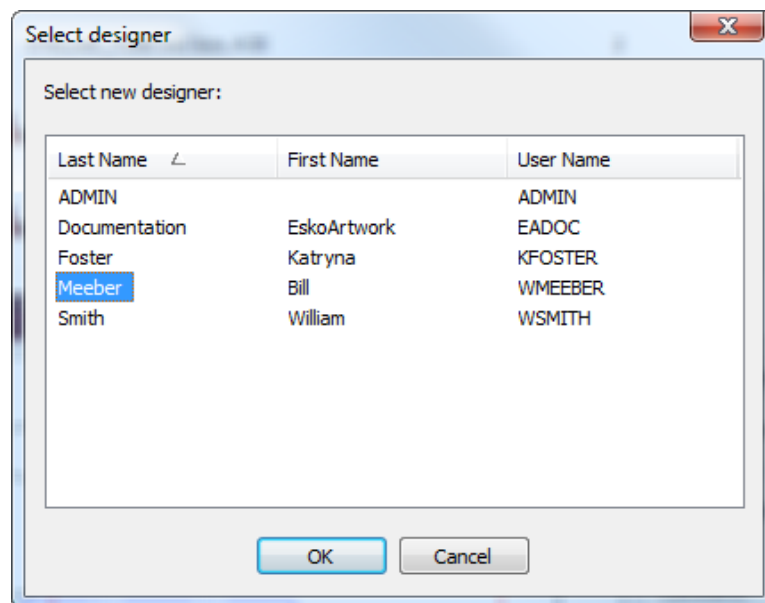 Select designer
Select new designer:
Last Name First Name User Name
ADMIN ADMIN
Documentation EskoArtwork EADOC
Foster Katryna KFOSTER
Meeber Bill WMEEBER
Smith William WSMITH
OK Cancel